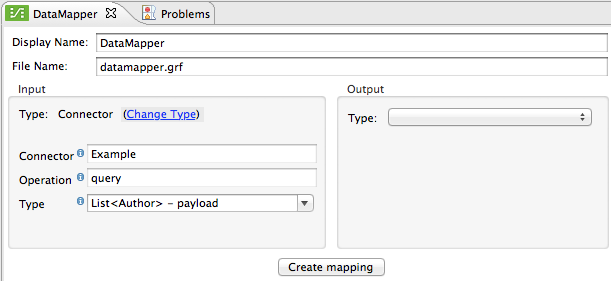 DataMapper Problems
Display Name: DataMapper
File Name: datamapper.grf
Input Output
Type: Connector (Change Type) Type:
Connector Example
Operation query
Type List<Author> - payload
Create mapping